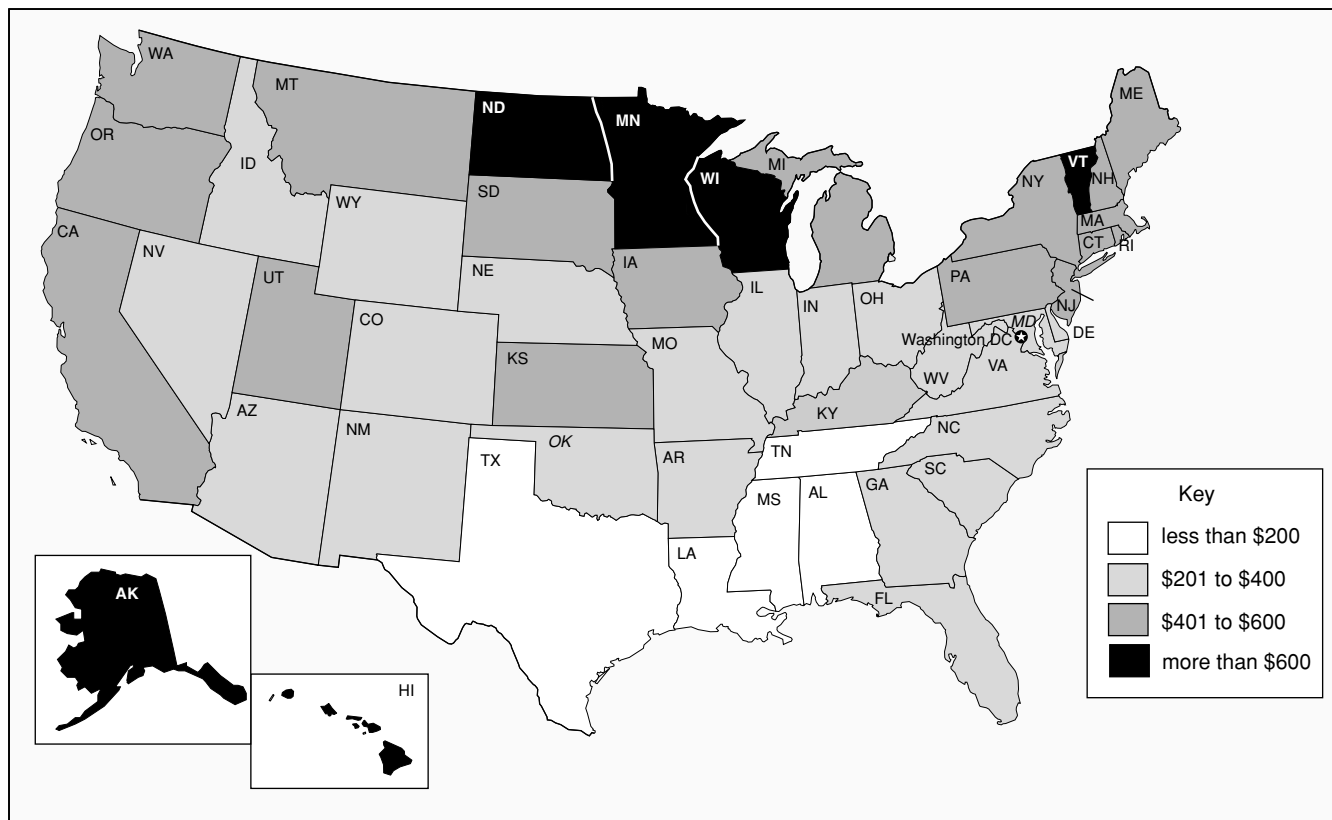 WA
MT
ND
MN
ME
OR
ID
WI
MI
VT
NH
NY
SD
WY
MA
CA
CT
RI
NV
UT
NE
IA
PA
IL
IN
OH
NJ
CO
MD
Washington DC
DE
KS
MO
VA
WV
AZ
NM
OK
KY
NC
TX
AR
TN
SC
MS
AL
GA
LA
FL
AK
HI
Key
less than $200
$201 to $400
$401 to $600
more than $600